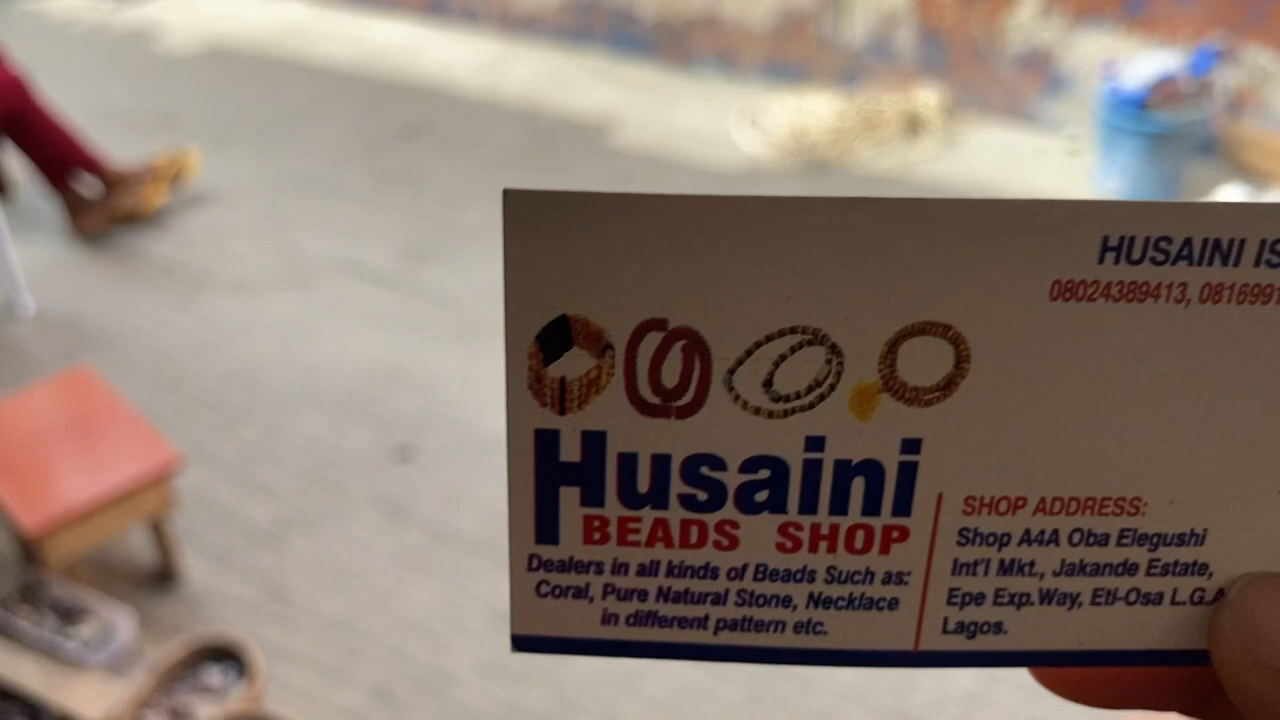 HUSAINI IS
08024389413, 081699
Husaini
BEADS SHOP
Dealers in all kinds of Beads Such as:
Coral, Pure Natural Stone, Necklace
in different pattern etc.
SHOP ADDRESS:
Shop A4A Oba Elegushi
Int'l Mkt., Jakande Estate,
Epe Exp.Way, Eti-Osa L.G.A
Lagos.